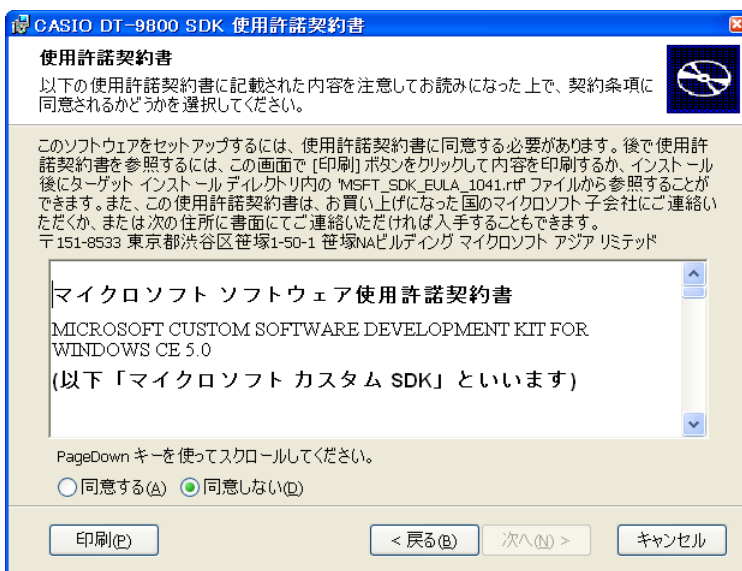 CASIO DT-9800 SDK 使用許諾契約書
使用許諾契約書
以下の使用許諾契約書に記載された内容を注意してお読みになった上で、契約条項に
同意されるかどうかを選択してください。
このソフトウェアをセットアップするには、使用許諾契約書に同意する必要があります。後で使用許
諾契約書を参照するには、この画面で [印刷] ボタンをクリックして内容を印刷するか、インストール
後にターゲット インストール ディレクトリ内の 'MSFT_SDK_EULA_1041.rtf' ファイルから参照することが
できます。また、この使用許諾契約書は、お買い上げになった国のマイクロソフト子会社にご連絡い
ただくか、または次の住所に書面にてご連絡いただければ入手することもできます。
〒151-8533 東京都渋谷区笹塚1-50-1 笹塚NAビルディング マイクロソフト アジア リミテッド
マイクロソフト ソフトウェア使用許諾契約書
MICROSOFT CUSTOM SOFTWARE DEVELOPMENT KIT FOR
WINDOWS CE 5.0
(以下「マイクロソフト カスタム SDK」といいます)
PageDown キーを使ってスクロールしてください。
同意する(A) 同意しない(D)
印刷(P) < 戻る(B) 次へ(N) > キャンセル